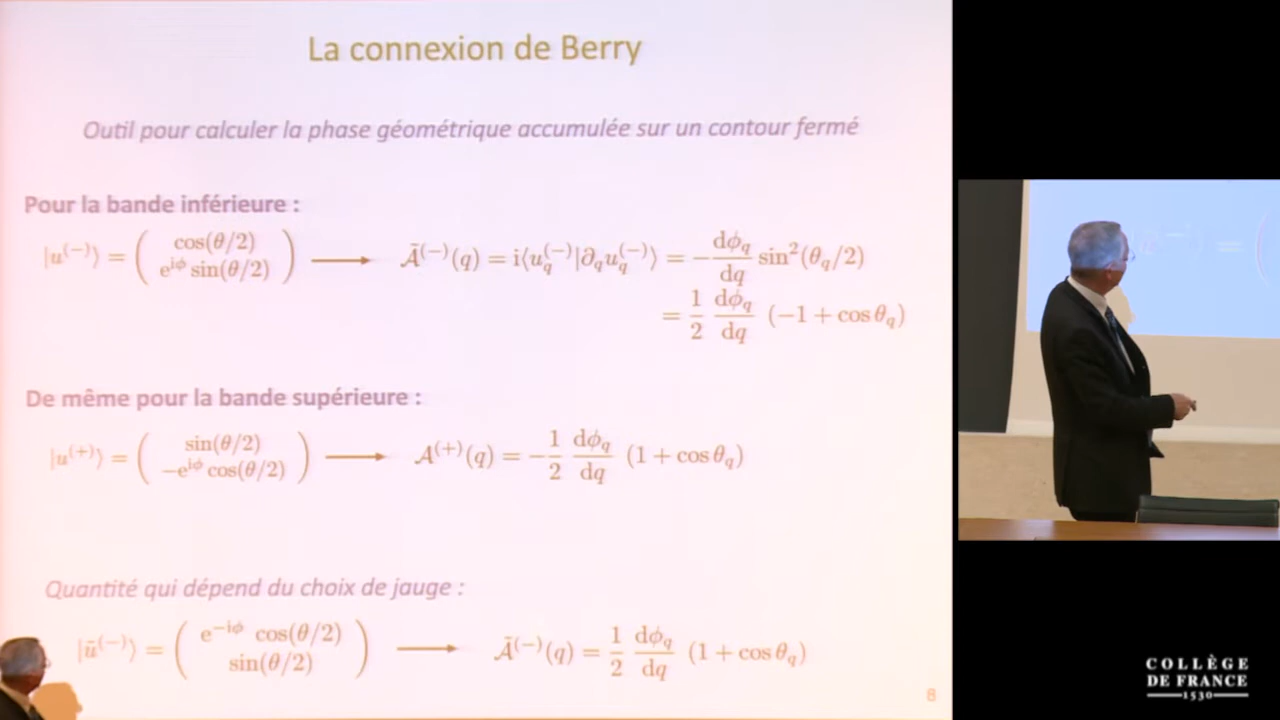 La connexion de Berry
Outil pour calculer la phase géométrique accumulée sur un contour fermé
Pour la bande inférieure :
|u⁽⁻⁾⟩ = ( cos(θ/2) ; e^{iϕ} sin(θ/2) ) ⟶ Ã⁽⁻⁾(q) = i⟨u_q⁽⁻⁾|∂_q u_q⁽⁻⁾⟩ = − dϕ_q/dq sin²(θ_q/2)
= 1/2 dϕ_q/dq (−1 + cos θ_q)
De même pour la bande supérieure :
|u⁽⁺⁾⟩ = ( sin(θ/2) ; −e^{iϕ} cos(θ/2) ) ⟶ A⁽⁺⁾(q) = − 1/2 dϕ_q/dq (1 + cos θ_q)
Quantité qui dépend du choix de jauge :
|ũ⁽⁻⁾⟩ = ( e^{−iϕ} cos(θ/2) ; sin(θ/2) ) ⟶ Ã⁽⁻⁾(q) = 1/2 dϕ_q/dq (1 + cos θ_q)
8
COLLÈGE
DE FRANCE
1530